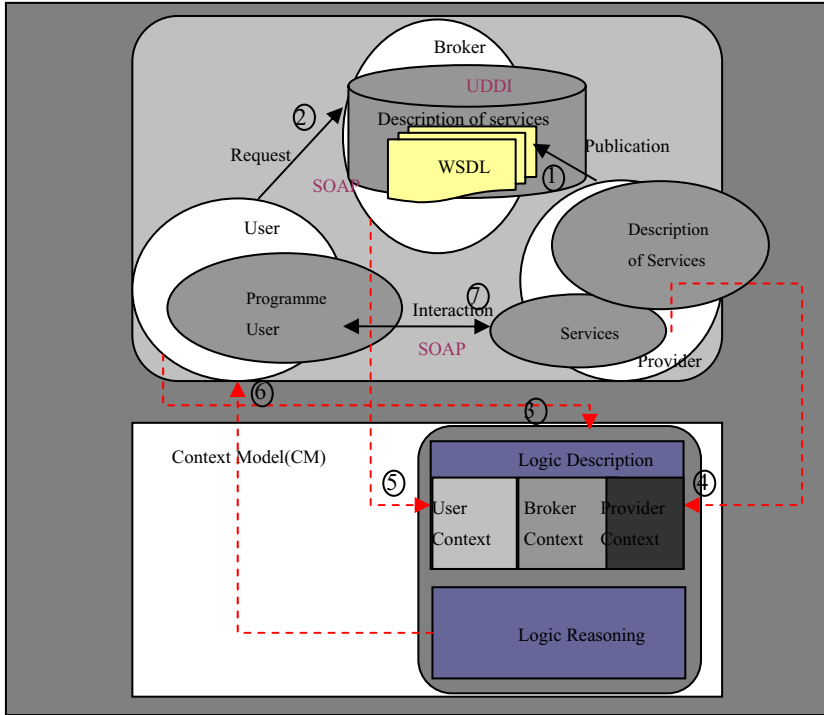 Broker
UDDI
②
Description of services
Publication
Request
WSDL
①
SOAP
User
Description
of Services
⑦
Programme
User
Interaction
Services
SOAP
Provider
⑥
③
Context Model(CM)
Logic Description
⑤
④
User
Context
Broker
Context
Provider
Context
Logic Reasoning